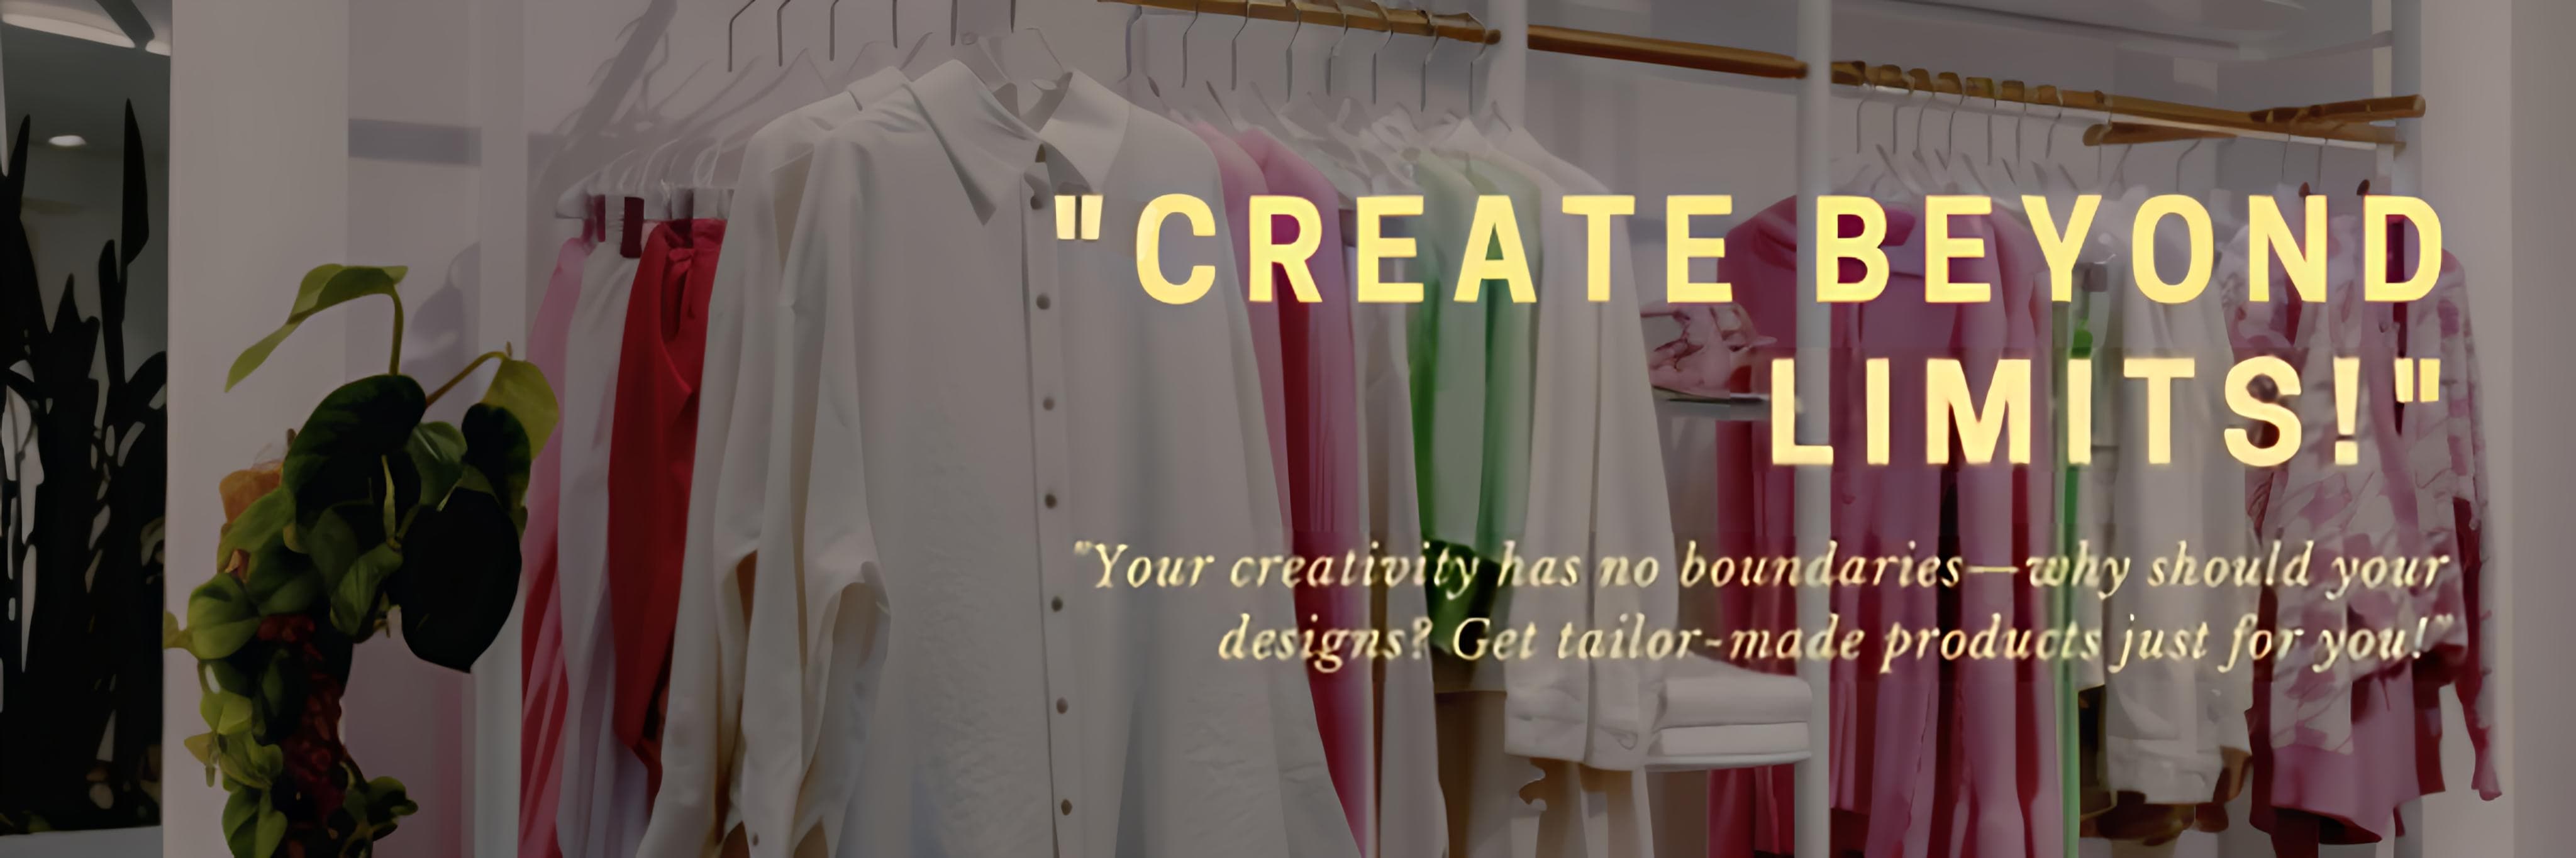 "CREATE BEYOND
LIMITS!"
"Your creativity has no boundaries—why should your
designs? Get tailor-made products just for you!"